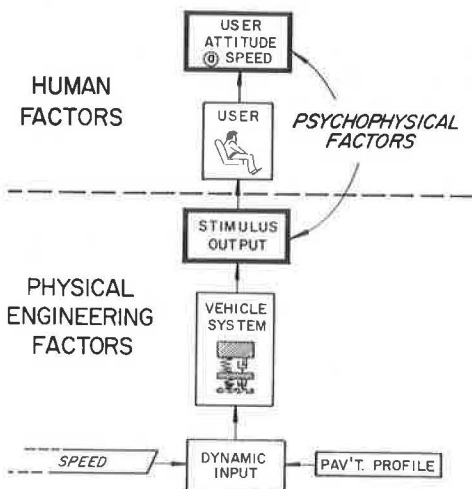 USER
ATTITUDE
@ SPEED
HUMAN
FACTORS
USER
PSYCHOPHYSICAL
FACTORS
STIMULUS
OUTPUT
PHYSICAL
ENGINEERING
FACTORS
VEHICLE
SYSTEM
SPEED
DYNAMIC
INPUT
PAV'T. PROFILE